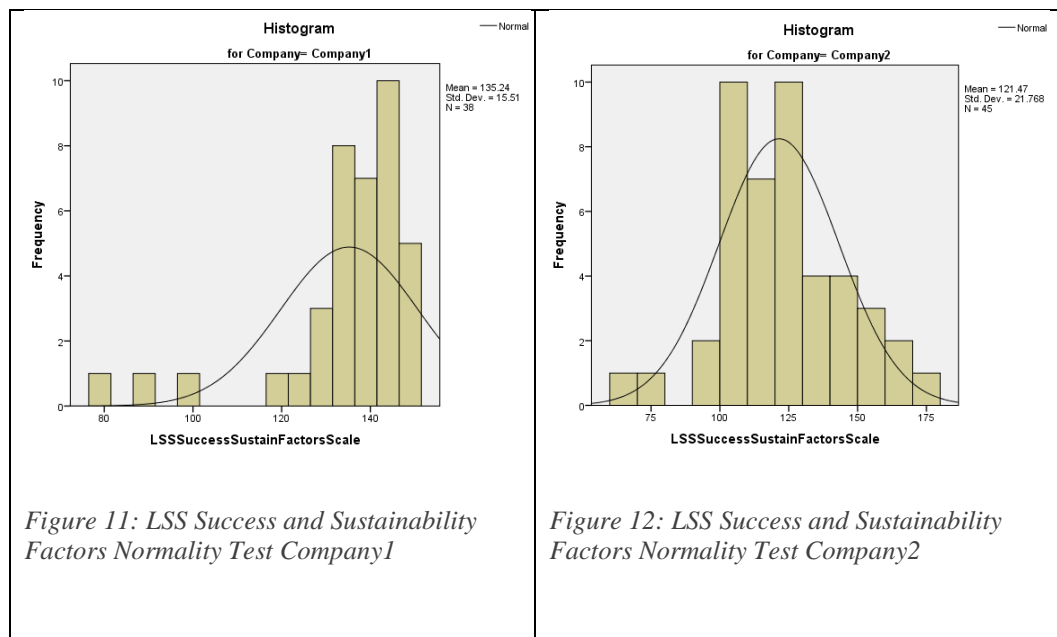 Histogram
Normal
for Company= Company1
Mean = 135.24
Std. Dev. = 15.51
N = 38
10
8
6
4
2
0
Frequency
80
100
120
140
LSSSuccessSustainFactorsScale
Figure 11: LSS Success and Sustainability
Factors Normality Test Company1
Histogram
Normal
for Company= Company2
Mean = 121.47
Std. Dev. = 21.768
N = 45
10
8
6
4
2
0
Frequency
75
100
125
150
175
LSSSuccessSustainFactorsScale
Figure 12: LSS Success and Sustainability
Factors Normality Test Company2